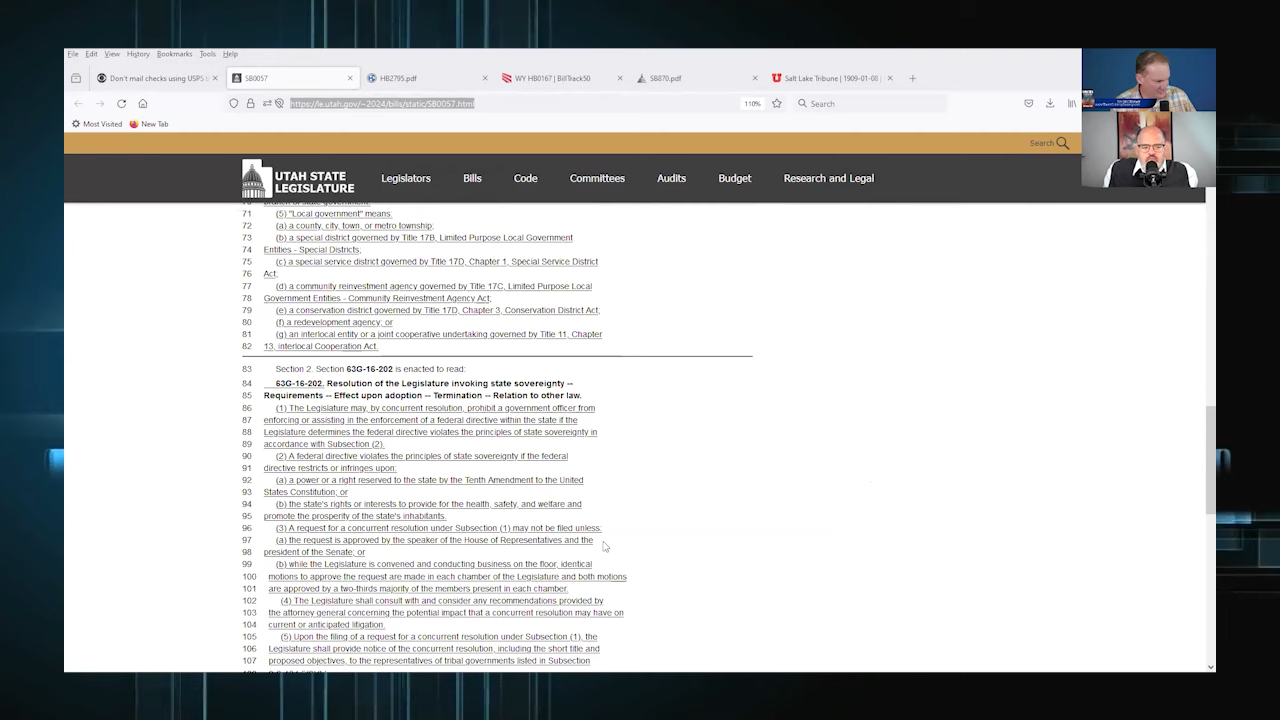 File Edit View History Bookmarks Tools Help
Don't mail checks using USPS
SB0057
HB2795.pdf
WY HB0167 | BillTrack50
SB870.pdf
Salt Lake Tribune | 1909-01-08 |
https://le.utah.gov/~2024/bills/static/SB0057.html
110%
Search
Most Visited New Tab
Search
UTAH STATE
LEGISLATURE
Legislators Bills Code Committees Audits Budget Research and Legal
branch of state government.
71 (5) "Local government" means:
72 (a) a county, city, town, or metro township;
73 (b) a special district governed by Title 17B, Limited Purpose Local Government
74 Entities - Special Districts;
75 (c) a special service district governed by Title 17D, Chapter 1, Special Service District
76 Act;
77 (d) a community reinvestment agency governed by Title 17C, Limited Purpose Local
78 Government Entities - Community Reinvestment Agency Act;
79 (e) a conservation district governed by Title 17D, Chapter 3, Conservation District Act;
80 (f) a redevelopment agency; or
81 (g) an interlocal entity or a joint cooperative undertaking governed by Title 11, Chapter
82 13, interlocal Cooperation Act.
83 Section 2. Section 63G-16-202 is enacted to read:
84 63G-16-202. Resolution of the Legislature invoking state sovereignty --
85 Requirements -- Effect upon adoption -- Termination -- Relation to other law.
86 (1) The Legislature may, by concurrent resolution, prohibit a government officer from
87 enforcing or assisting in the enforcement of a federal directive within the state if the
88 Legislature determines the federal directive violates the principles of state sovereignty in
89 accordance with Subsection (2).
90 (2) A federal directive violates the principles of state sovereignty if the federal
91 directive restricts or infringes upon:
92 (a) a power or a right reserved to the state by the Tenth Amendment to the United
93 States Constitution; or
94 (b) the state's rights or interests to provide for the health, safety, and welfare and
95 promote the prosperity of the state's inhabitants.
96 (3) A request for a concurrent resolution under Subsection (1) may not be filed unless:
97 (a) the request is approved by the speaker of the House of Representatives and the
98 president of the Senate; or
99 (b) while the Legislature is convened and conducting business on the floor, identical
100 motions to approve the request are made in each chamber of the Legislature and both motions
101 are approved by a two-thirds majority of the members present in each chamber.
102 (4) The Legislature shall consult with and consider any recommendations provided by
103 the attorney general concerning the potential impact that a concurrent resolution may have on
104 current or anticipated litigation.
105 (5) Upon the filing of a request for a concurrent resolution under Subsection (1), the
106 Legislature shall provide notice of the concurrent resolution, including the short title and
107 proposed objectives, to the representatives of tribal governments listed in Subsection